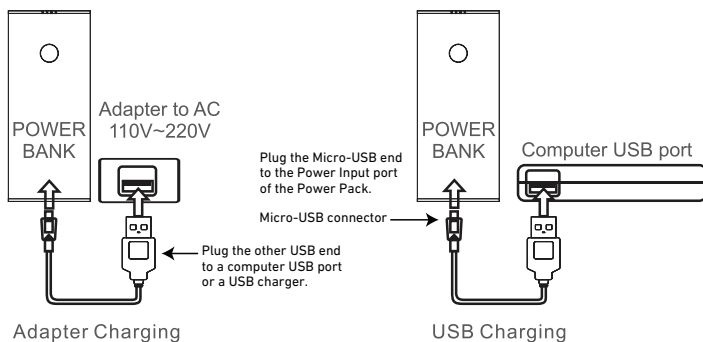 POWER
BANK
Adapter to AC
110V~220V
Plug the other USB end
to a computer USB port
or a USB charger.
Adapter Charging
POWER
BANK
Computer USB port
Plug the Micro-USB end
to the Power Input port
of the Power Pack.
Micro-USB connector
USB Charging